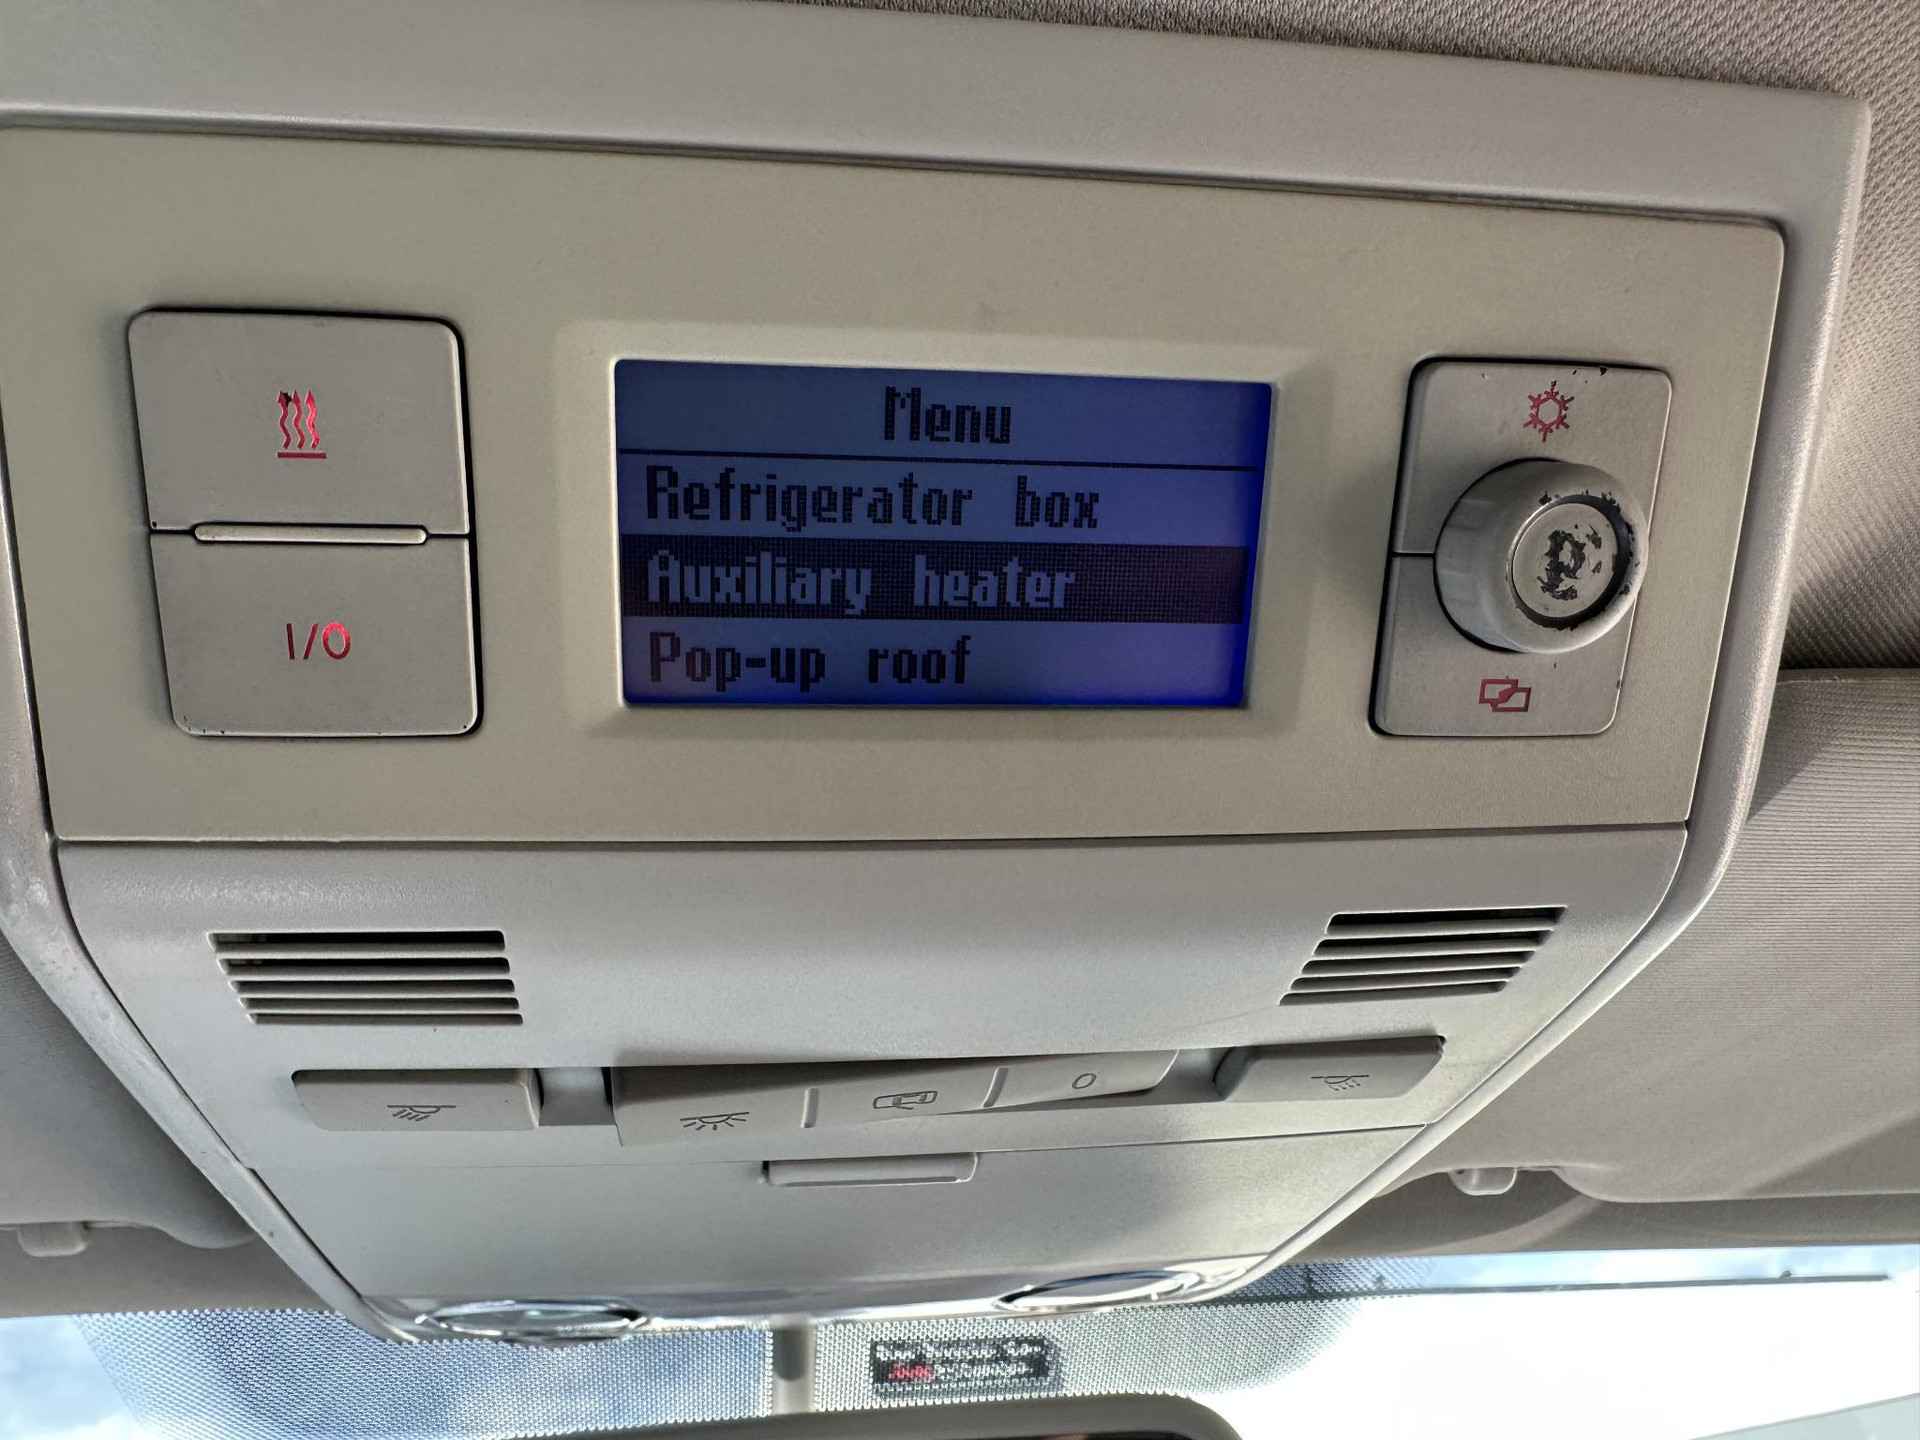 Menu
Refrigerator box
Auxiliary heater
Pop-up roof
I/O
O